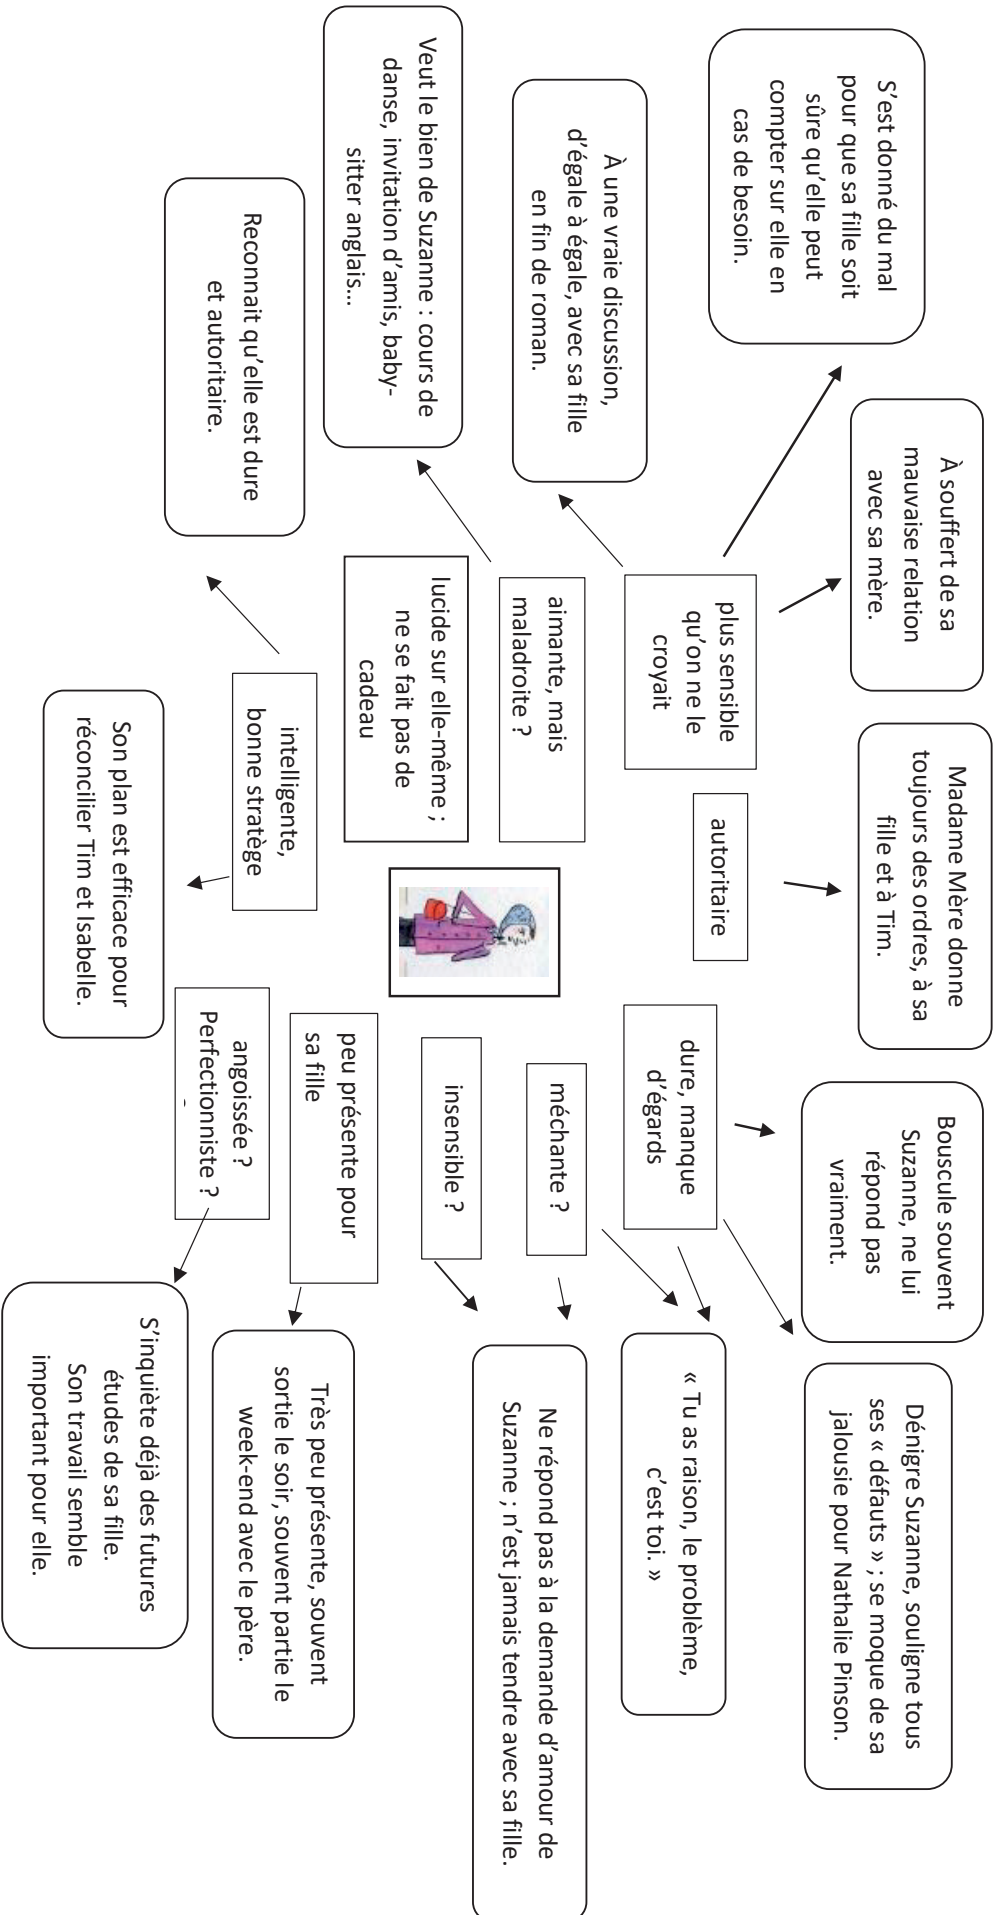 S'est donné du mal
pour que sa fille soit
sûre qu'elle peut
compter sur elle en
cas de besoin.
À souffert de sa
mauvaise relation
avec sa mère.
Madame Mère donne
toujours des ordres, à sa
fille et à Tim.
Bouscule souvent
Suzanne, ne lui
répond pas
vraiment.
Dénigre Suzanne, souligne tous
ses « défauts » ; se moque de sa
jalousie pour Nathalie Pinson.
À une vraie discussion,
d'égale à égale, avec sa fille
en fin de roman.
plus sensible
qu'on ne le
croyait
autoritaire
dure, manque
d'égards
« Tu as raison, le problème,
c'est toi. »
Veut le bien de Suzanne : cours de
danse, invitation d'amis, baby-
sitter anglais...
aimante, mais
maladroite ?
méchante ?
Ne répond pas à la demande d'amour de
Suzanne ; n'est jamais tendre avec sa fille.
lucide sur elle-même ;
ne se fait pas de
cadeau
insensible ?
Reconnait qu'elle est dure
et autoritaire.
intelligente,
bonne stratège
peu présente pour
sa fille
Très peu présente, souvent
sortie le soir, souvent partie le
week-end avec le père.
Son plan est efficace pour
réconcilier Tim et Isabelle.
angoissée ?
Perfectionniste ?
S'inquiète déjà des futures
études de sa fille.
Son travail semble
important pour elle.